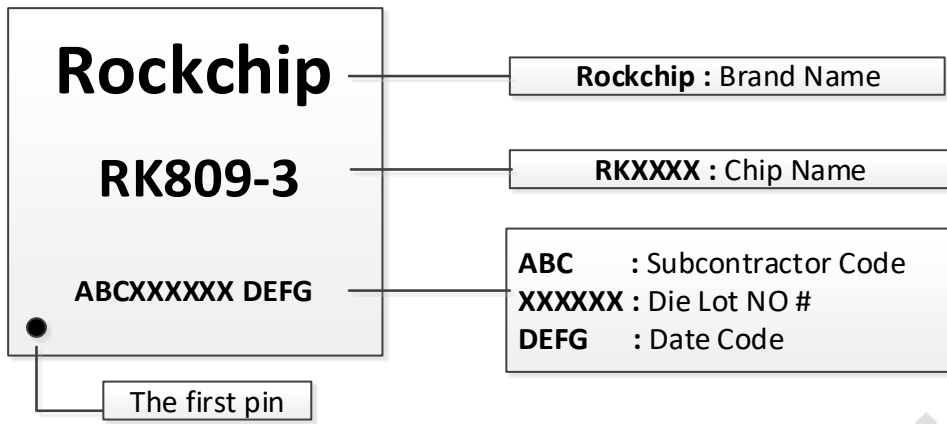 Rockchip
Rockchip : Brand Name
RK809-3
RKXXXX : Chip Name
ABCXXXXXX DEFG
ABC : Subcontractor Code
XXXXXX : Die Lot NO #
DEFG : Date Code
The first pin